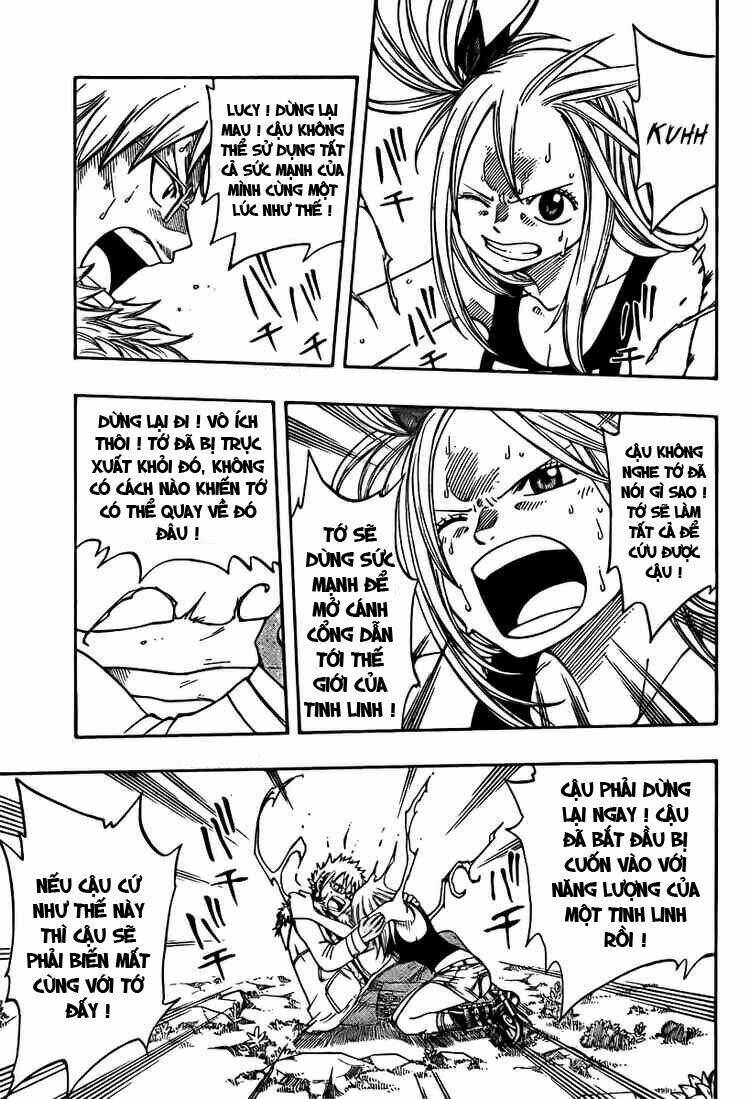 KUHH
LUCY ! DỪNG LẠI
MAU ! CẬU KHÔNG
THỂ SỬ DỤNG TẤT
CẢ SỨC MẠNH CỦA
MÌNH CÙNG MỘT
LÚC NHƯ THẾ !
CẬU KHÔNG
NGHE TỚ ĐÃ
NÓI GÌ SAO !
TỚ SẼ LÀM
TẤT CẢ ĐỂ
CỨU ĐƯỢC
CẬU !
TỚ SẼ
DÙNG SỨC
MẠNH ĐỂ
MỞ CÁNH
CỔNG DẪN
TỚI THẾ
GIỚI CỦA
TINH LINH !
DỪNG LẠI ĐI ! VÔ ÍCH
THÔI ! TỚ ĐÃ BỊ TRỤC
XUẤT KHỎI ĐÓ, KHÔNG
CÓ CÁCH NÀO KHIẾN TỚ
CÓ THỂ QUAY VỀ ĐÓ
ĐÂU !
CẬU PHẢI DỪNG
LẠI NGAY ! CẬU
ĐÃ BẮT ĐẦU BỊ
CUỐN VÀO VỚI
NĂNG LƯỢNG CỦA
MỘT TINH LINH
RỒI !
NẾU CẬU CỨ
NHƯ THẾ NÀY
THÌ CẬU SẼ
PHẢI BIẾN MẤT
CÙNG VỚI TỚ
ĐẤY !